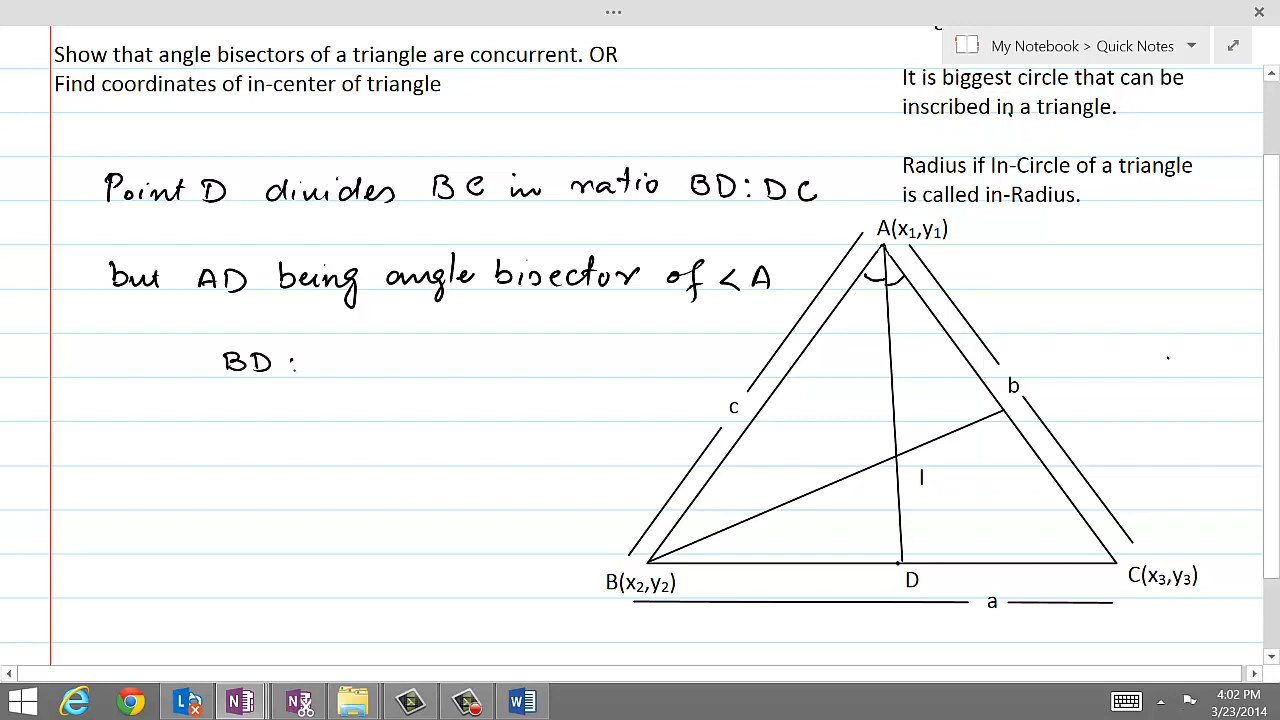 My Notebook > Quick Notes
Show that angle bisectors of a triangle are concurrent. OR
Find coordinates of in-center of triangle
It is biggest circle that can be
inscribed in a triangle.
Radius if In-Circle of a triangle
is called in-Radius.
Point D divides BC in ratio BD:DC
but AD being angle bisector of <A
BD :
A(x₁,y₁)
b
c
I
B(x₂,y₂)
D
C(x₃,y₃)
a
4:02 PM
3/23/2014